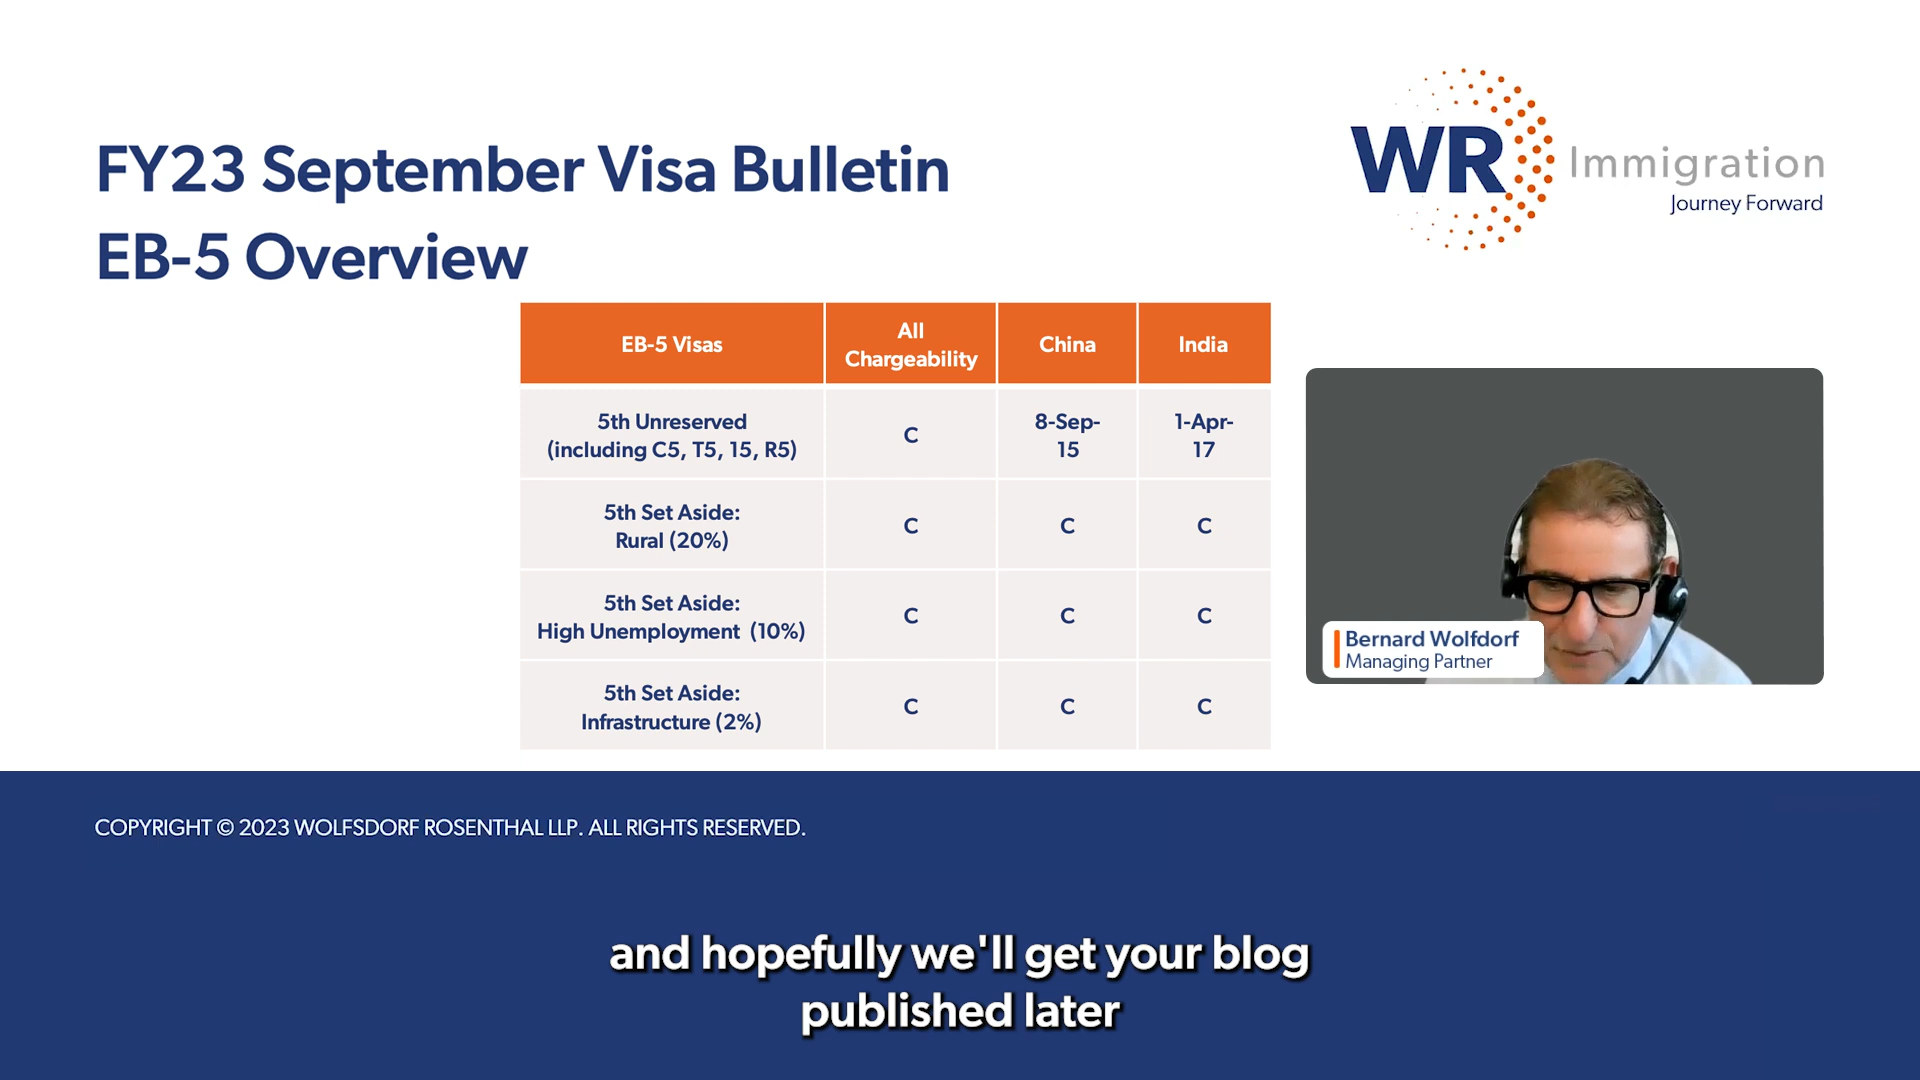 FY23 September Visa Bulletin
EB-5 Overview
WR Immigration
Journey Forward
EB-5 Visas
All
Chargeability
China
India
5th Unreserved
(including C5, T5, 15, R5)
C
8-Sep-
15
1-Apr-
17
5th Set Aside:
Rural (20%)
C
C
C
5th Set Aside:
High Unemployment (10%)
C
C
C
5th Set Aside:
Infrastructure (2%)
C
C
C
Bernard Wolfdorf
Managing Partner
COPYRIGHT © 2023 WOLFSDORF ROSENTHAL LLP. ALL RIGHTS RESERVED.
and hopefully we'll get your blog
published later